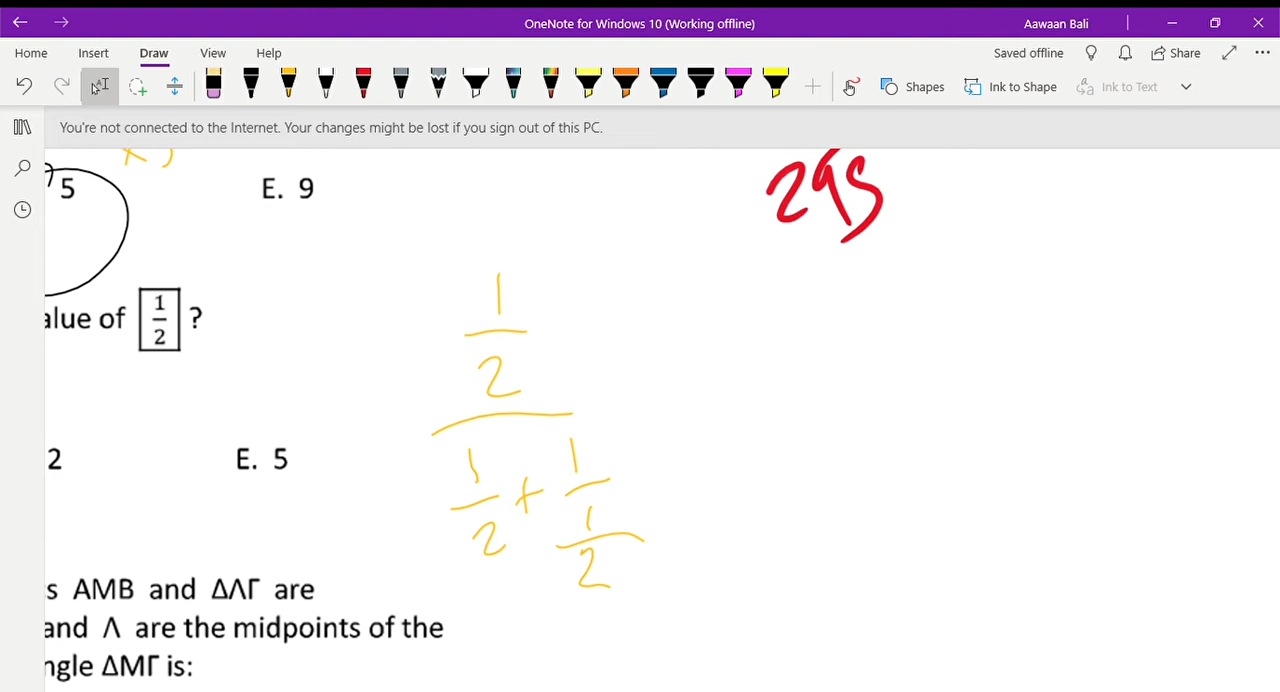 OneNote for Windows 10 (Working offline)
Aawaan Bali
Home Insert Draw View Help
Saved offline
Share
Shapes
Ink to Shape
Ink to Text
You're not connected to the Internet. Your changes might be lost if you sign out of this PC.
5
E. 9
295
alue of 1/2 ?
1
2
1 1
2 + 1
2
2
E. 5
s AMB and ΔΛΓ are
and Λ are the midpoints of the
ngle ΔΜΓ is: